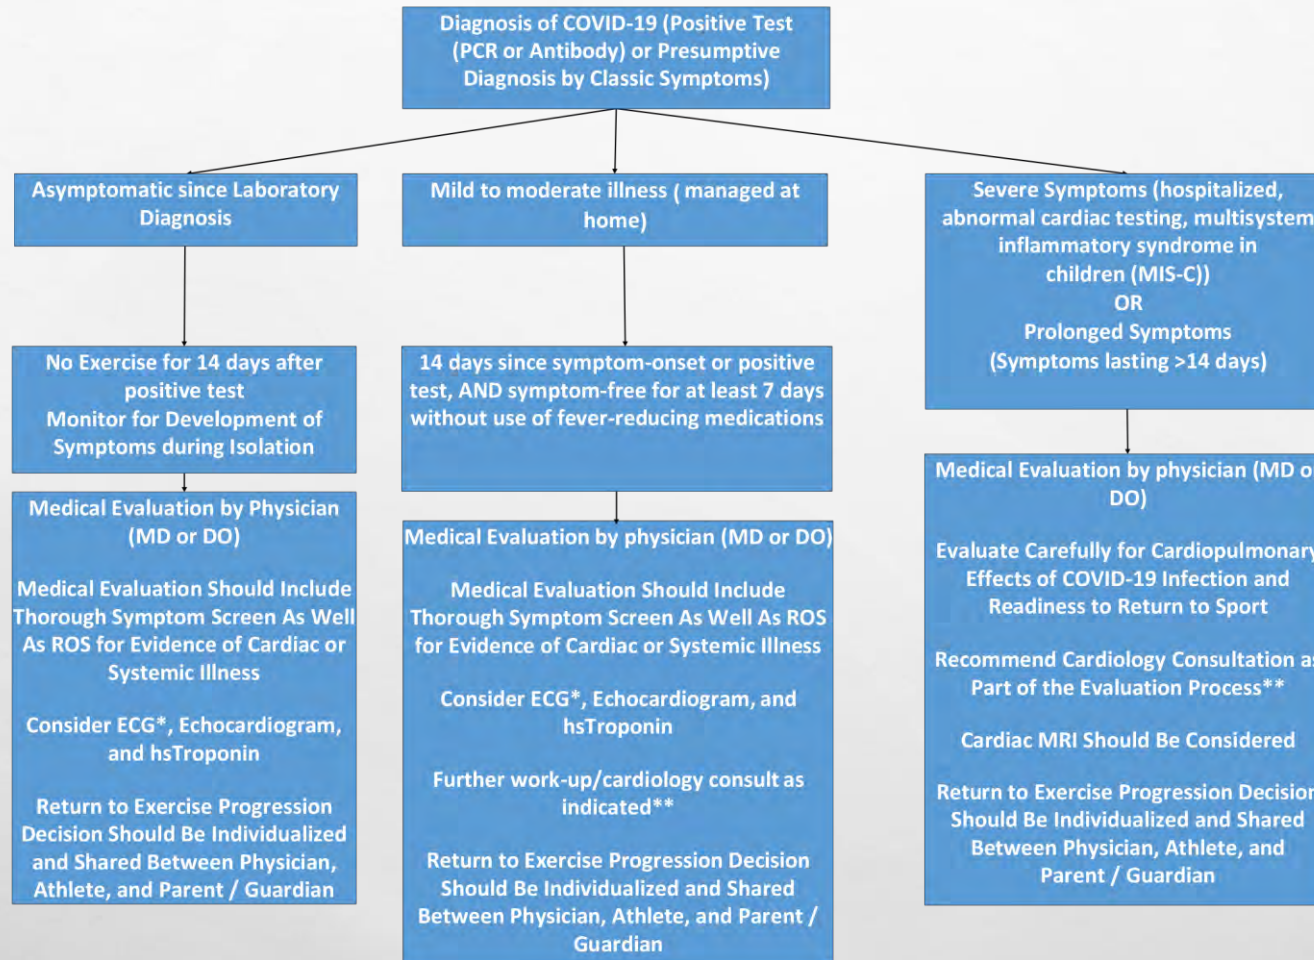 Diagnosis of COVID-19 (Positive Test
(PCR or Antibody) or Presumptive
Diagnosis by Classic Symptoms)
Asymptomatic since Laboratory
Diagnosis
No Exercise for 14 days after
positive test
Monitor for Development of
Symptoms during Isolation
Medical Evaluation by Physician
(MD or DO)
Medical Evaluation Should Include
Thorough Symptom Screen As Well
As ROS for Evidence of Cardiac or
Systemic Illness
Consider ECG*, Echocardiogram,
and hsTroponin
Return to Exercise Progression
Decision Should Be Individualized
and Shared Between Physician,
Athlete, and Parent / Guardian
Mild to moderate illness ( managed at
home)
14 days since symptom-onset or positive
test, AND symptom-free for at least 7 days
without use of fever-reducing medications
Medical Evaluation by physician (MD or DO)
Medical Evaluation Should Include
Thorough Symptom Screen As Well As ROS
for Evidence of Cardiac or Systemic Illness
Consider ECG*, Echocardiogram, and
hsTroponin
Further work-up/cardiology consult as
indicated**
Return to Exercise Progression Decision
Should Be Individualized and Shared
Between Physician, Athlete, and Parent /
Guardian
Severe Symptoms (hospitalized,
abnormal cardiac testing, multisystem
inflammatory syndrome in
children (MIS-C))
OR
Prolonged Symptoms
(Symptoms lasting >14 days)
Medical Evaluation by physician (MD or
DO)
Evaluate Carefully for Cardiopulmonary
Effects of COVID-19 Infection and
Readiness to Return to Sport
Recommend Cardiology Consultation as
Part of the Evaluation Process**
Cardiac MRI Should Be Considered
Return to Exercise Progression Decision
Should Be Individualized and Shared
Between Physician, Athlete, and
Parent / Guardian